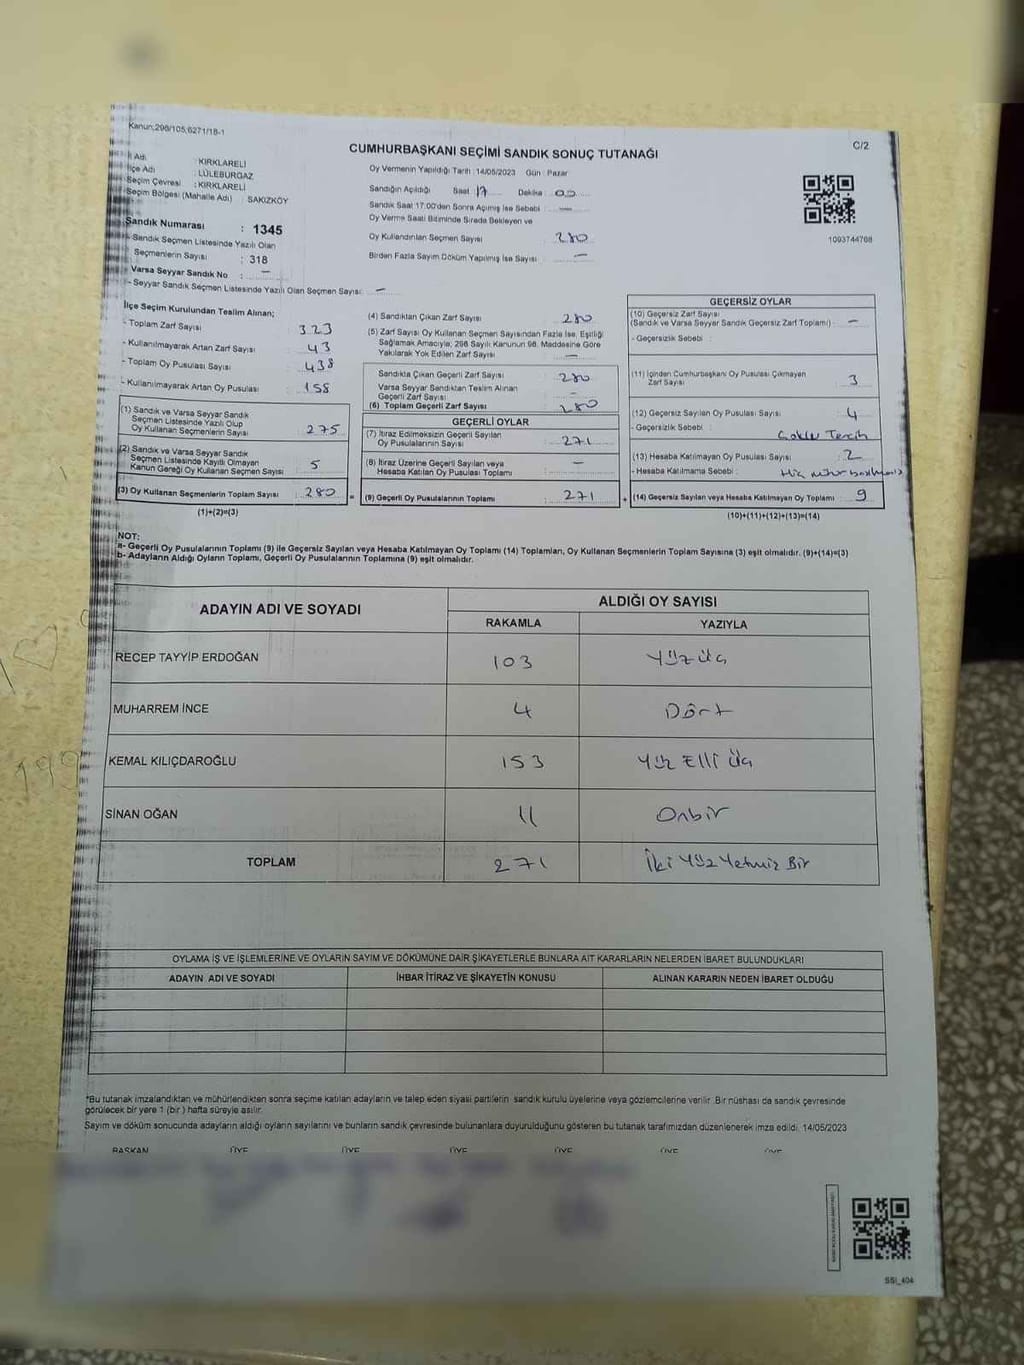 Kanun:298/105,6271/18-1
C/2
CUMHURBAŞKANI SEÇİMİ SANDIK SONUÇ TUTANAĞI
İl Adı : KIRKLARELİ
İlçe Adı : LÜLEBURGAZ
Seçim Çevresi : KIRKLARELİ
Seçim Bölgesi (Mahalle Adı) SAKIZKÖY
Sandık Numarası : 1345
Sandık Seçmen Listesinde Yazılı Olan
Seçmenlerin Sayısı : 318
Varsa Seyyar Sandık No : —
- Seyyar Sandık Seçmen Listesinde Yazılı Olan Seçmen Sayısı: —
Oy Vermenin Yapıldığı Tarih :14/05/2023 Gün : Pazar
Sandığın Açıldığı Saat 17 Dakika : 00
Sandık Saat 17.00'den Sonra Açılmış İse Sebebi : —
Oy Verme Saati Bitiminde Sırada Bekleyen ve
Oy Kullandırılan Seçmen Sayısı 280
Birden Fazla Sayım Döküm Yapılmış İse Sayısı : —
1093744708
İlçe Seçim Kurulundan Teslim Alınan;
- Toplam Zarf Sayısı 323
- Kullanılmayarak Artan Zarf Sayısı : 43
- Toplam Oy Pusulası Sayısı : 438
- Kullanılmayarak Artan Oy Pusulası : 158
(1) Sandık ve Varsa Seyyar Sandık
Seçmen Listesinde Yazılı Olup
Oy Kullanan Seçmenlerin Sayısı : 275
(2) Sandık ve Varsa Seyyar Sandık
Seçmen Listesinde Kayıtlı Olmayan
Kanun Gereği Oy Kullanan Seçmen Sayısı : 5
(3) Oy Kullanan Seçmenlerin Toplam Sayısı : 280
(1)+(2)=(3)
(4) Sandıktan Çıkan Zarf Sayısı : 280
(5) Zarf Sayısı Oy Kullanan Seçmen Sayısından Fazla İse, Eşitliği
Sağlamak Amacıyla; 298 Sayılı Kanunun 98. Maddesine Göre
Yakılarak Yok Edilen Zarf Sayısı : —
Sandıkta Çıkan Geçerli Zarf Sayısı : 280
Varsa Seyyar Sandıktan Teslim Alınan
Geçerli Zarf Sayısı : —
(6) Toplam Geçerli Zarf Sayısı 280
GEÇERLİ OYLAR
(7) İtiraz Edilmeksizin Geçerli Sayılan
Oy Pusulalarının Sayısı : 271
(8) İtiraz Üzerine Geçerli Sayılan veya
Hesaba Katılan Oy Pusulası Toplamı : —
= (9) Geçerli Oy Pusulalarının Toplamı : 271 +
GEÇERSİZ OYLAR
(10) Geçersiz Zarf Sayısı
(Sandık ve Varsa Seyyar Sandık Geçersiz Zarf Toplamı) : —
- Geçersizlik Sebebi :
(11) İçinden Cumhurbaşkanı Oy Pusulası Çıkmayan
Zarf Sayısı : 3
(12) Geçersiz Sayılan Oy Pusulası Sayısı : 4
- Geçersizlik Sebebi : Çoklu Tercih
(13) Hesaba Katılmayan Oy Pusulası Sayısı : 2
- Hesaba Katılmama Sebebi : Hiç mühür
(14) Geçersiz Sayılan veya Hesaba Katılmayan Oy Toplamı : 9
(10)+(11)+(12)+(13)=(14)
NOT:
a- Geçerli Oy Pusulalarının Toplamı (9) ile Geçersiz Sayılan veya Hesaba Katılmayan Oy Toplamı (14) Toplamları, Oy Kullanan Seçmenlerin Toplam Sayısına (3) eşit olmalıdır. (9)+(14)=(3)
b- Adayların Aldığı Oyların Toplamı, Geçerli Oy Pusulalarının Toplamına (9) eşit olmalıdır.
ADAYIN ADI VE SOYADI
ALDIĞI OY SAYISI
RAKAMLA YAZIYLA
RECEP TAYYİP ERDOĞAN 103 Yüz üç
MUHARREM İNCE 4 Dört
KEMAL KILIÇDAROĞLU 153 Yüz Elli üç
SİNAN OĞAN 11 Onbir
TOPLAM 271 İki Yüz Yetmiş Bir
OYLAMA İŞ VE İŞLEMLERİNE VE OYLARIN SAYIM VE DÖKÜMÜNE DAİR ŞİKAYETLERLE BUNLARA AİT KARARLARIN NELERDEN İBARET BULUNDUKLARI
ADAYIN ADI VE SOYADI İHBAR İTİRAZ VE ŞİKAYETİN KONUSU ALINAN KARARIN NEDEN İBARET OLDUĞU
*Bu tutanak imzalandıktan ve mühürlendikten sonra seçime katılan adayların ve talep eden siyasi partilerin sandık kurulu üyelerine veya gözlemcilerine verilir. Bir nüshası da sandık çevresinde
görülecek bir yere 1 (bir) hafta süreyle asılır.
Sayım ve döküm sonucunda adayların aldığı oyların sayılarını ve bunların sandık çevresinde bulunanlara duyurulduğunu gösteren bu tutanak tarafımızdan düzenlenerek imza edildi. 14/05/2023
BAŞKAN ÜYE ÜYE ÜYE ÜYE ÜYE ÜYE
SSI_404